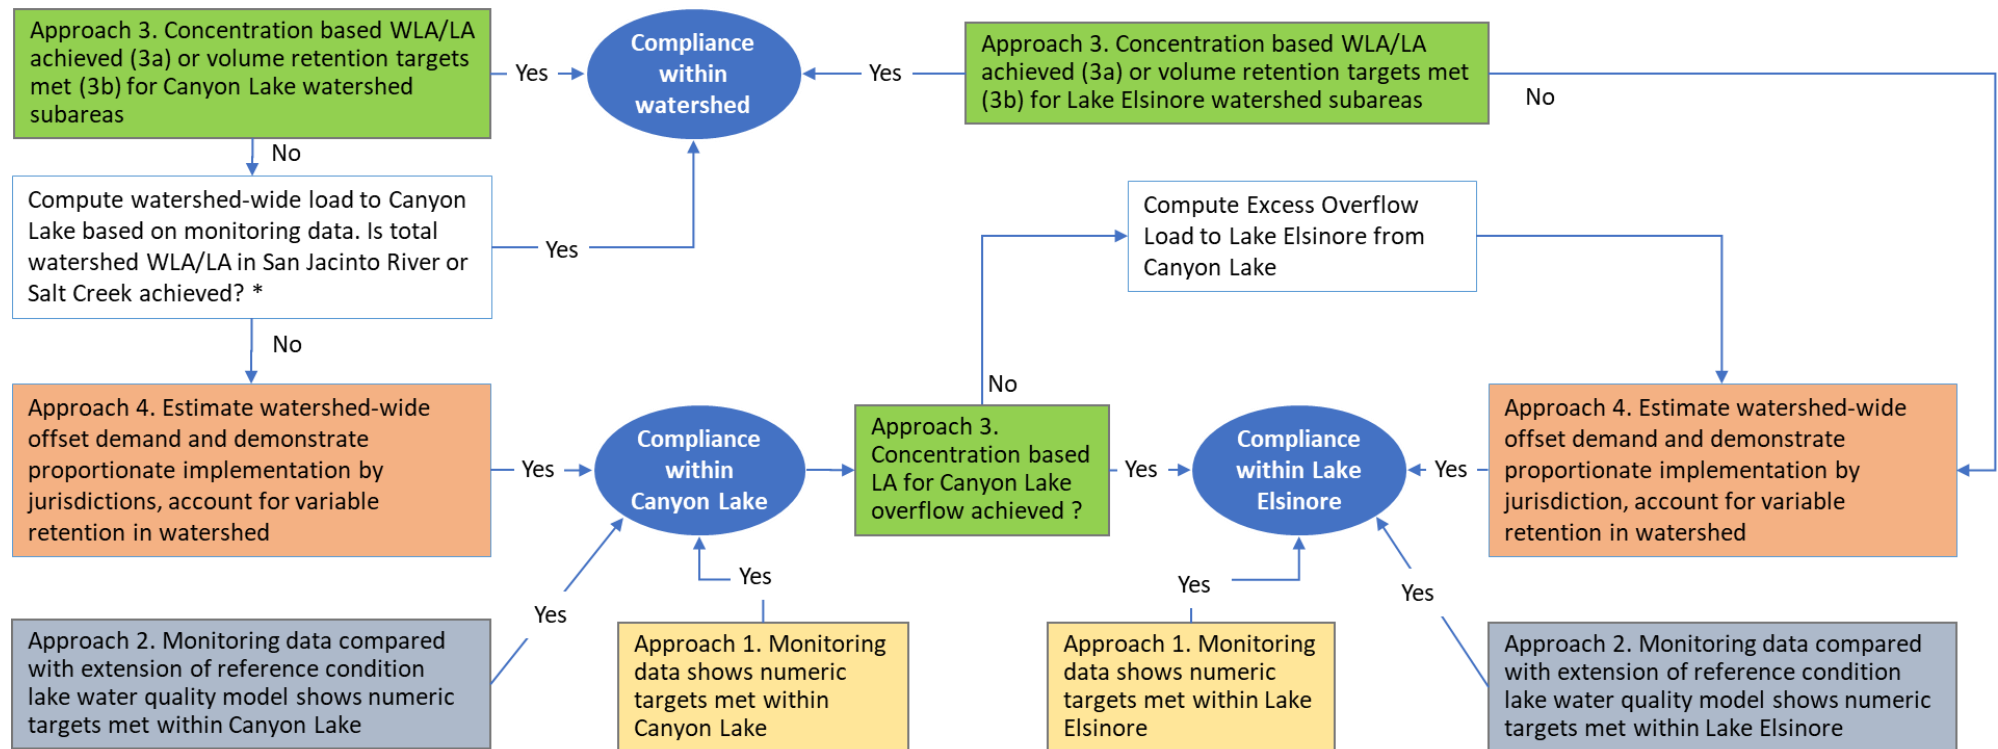 Approach 3. Concentration based WLA/LA
achieved (3a) or volume retention targets
met (3b) for Canyon Lake watershed
subareas
Yes
Compliance
within
watershed
Yes
Approach 3. Concentration based WLA/LA
achieved (3a) or volume retention targets met
(3b) for Lake Elsinore watershed subareas
No
No
Compute watershed-wide load to Canyon
Lake based on monitoring data. Is total
watershed WLA/LA in San Jacinto River or
Salt Creek achieved? *
Yes
Compute Excess Overflow
Load to Lake Elsinore from
Canyon Lake
No
No
Approach 4. Estimate watershed-wide
offset demand and demonstrate
proportionate implementation by
jurisdictions, account for variable
retention in watershed
Yes
Compliance
within
Canyon Lake
Approach 3.
Concentration based
LA for Canyon Lake
overflow achieved ?
Yes
Compliance
within Lake
Elsinore
Yes
Approach 4. Estimate watershed-wide
offset demand and demonstrate
proportionate implementation by
jurisdiction, account for variable
retention in watershed
Yes
Yes
Yes
Yes
Approach 2. Monitoring data compared
with extension of reference condition
lake water quality model shows numeric
targets met within Canyon Lake
Approach 1. Monitoring
data shows numeric
targets met within
Canyon Lake
Approach 1. Monitoring
data shows numeric
targets met within Lake
Elsinore
Approach 2. Monitoring data compared
with extension of reference condition
lake water quality model shows numeric
targets met within Lake Elsinore